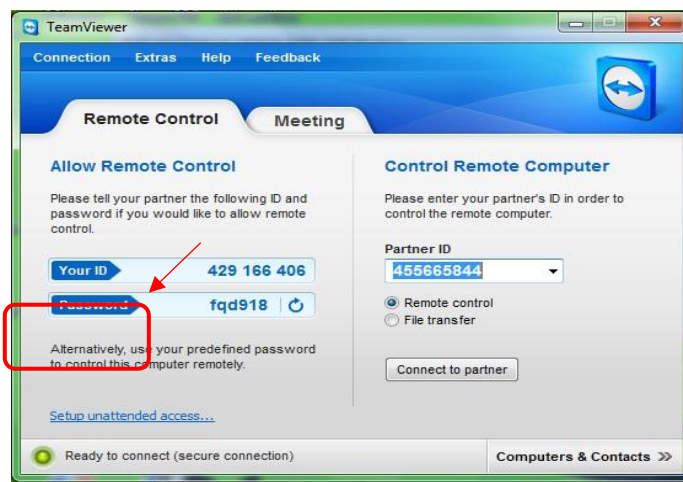 TeamViewer
Connection Extras Help Feedback
Remote Control Meeting
Allow Remote Control
Please tell your partner the following ID and
password if you would like to allow remote
control.
Your ID 429 166 406
Password fqd918
Alternatively, use your predefined password
to control this computer remotely.
Setup unattended access...
Control Remote Computer
Please enter your partner's ID in order to
control the remote computer.
Partner ID
455665844
Remote control
File transfer
Connect to partner
Ready to connect (secure connection)
Computers & Contacts >>